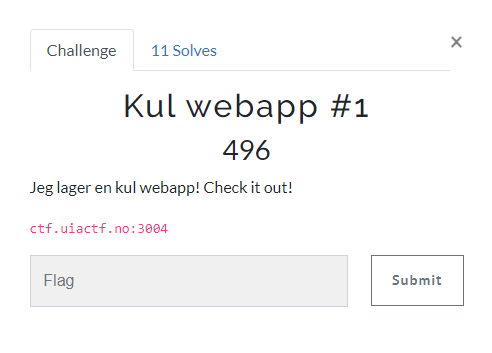 Challenge
11 Solves
×
Kul webapp #1
496
Jeg lager en kul webapp! Check it out!
ctf.uiactf.no:3004
Flag
Submit